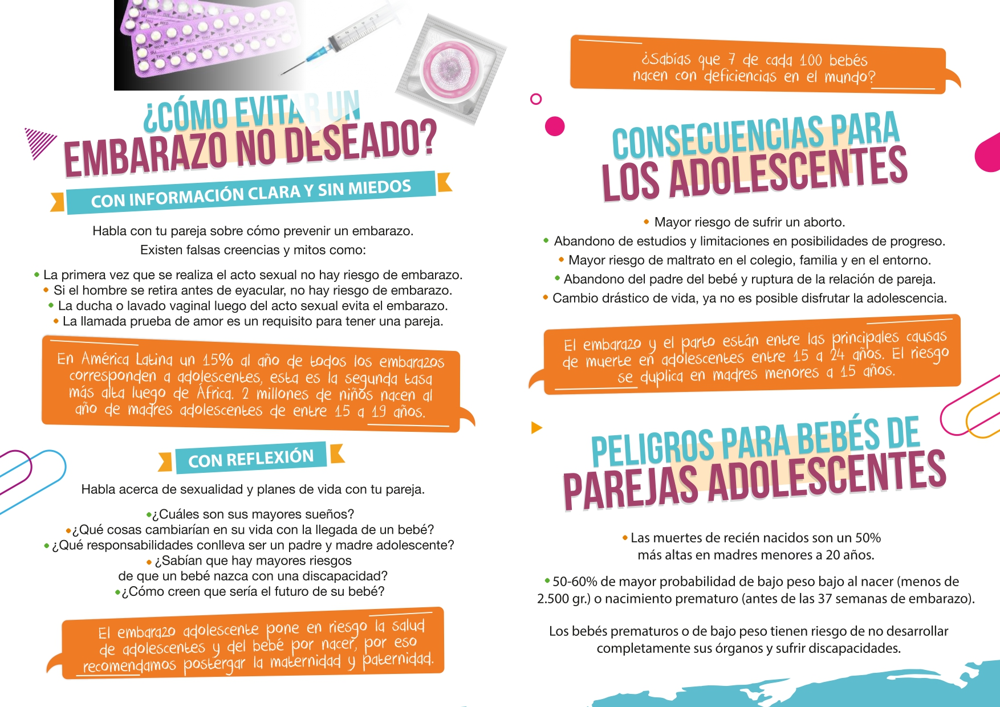 ¿CÓMO EVITAR UN
EMBARAZO NO DESEADO?
CON INFORMACIÓN CLARA Y SIN MIEDOS
Habla con tu pareja sobre cómo prevenir un embarazo.
Existen falsas creencias y mitos como:
• La primera vez que se realiza el acto sexual no hay riesgo de embarazo.
• Si el hombre se retira antes de eyacular, no hay riesgo de embarazo.
• La ducha o lavado vaginal luego del acto sexual evita el embarazo.
• La llamada prueba de amor es un requisito para tener una pareja.
En América Latina un 15% al año de todos los embarazos
corresponden a adolescentes, esta es la segunda tasa
más alta luego de África. 2 millones de niños nacen al
año de madres adolescentes de entre 15 a 19 años.
CON REFLEXIÓN
Habla acerca de sexualidad y planes de vida con tu pareja.
•¿Cuáles son sus mayores sueños?
•¿Qué cosas cambiarían en su vida con la llegada de un bebé?
•¿Qué responsabilidades conlleva ser un padre y madre adolescente?
•¿Sabían que hay mayores riesgos
de que un bebé nazca con una discapacidad?
•¿Cómo creen que sería el futuro de su bebé?
El embarazo adolescente pone en riesgo la salud
de adolescentes y del bebé por nacer, por eso
recomendamos postergar la maternidad y paternidad.
¿Sabías que 7 de cada 100 bebés
nacen con deficiencias en el mundo?
CONSECUENCIAS PARA
LOS ADOLESCENTES
• Mayor riesgo de sufrir un aborto.
• Abandono de estudios y limitaciones en posibilidades de progreso.
• Mayor riesgo de maltrato en el colegio, familia y en el entorno.
• Abandono del padre del bebé y ruptura de la relación de pareja.
• Cambio drástico de vida, ya no es posible disfrutar la adolescencia.
El embarazo y el parto están entre las principales causas
de muerte en adolescentes entre 15 a 24 años. El riesgo
se duplica en madres menores a 15 años.
PELIGROS PARA BEBÉS DE
PAREJAS ADOLESCENTES
• Las muertes de recién nacidos son un 50%
más altas en madres menores a 20 años.
• 50-60% de mayor probabilidad de bajo peso bajo al nacer (menos de
2.500 gr.) o nacimiento prematuro (antes de las 37 semanas de embarazo).
Los bebés prematuros o de bajo peso tienen riesgo de no desarrollar
completamente sus órganos y sufrir discapacidades.